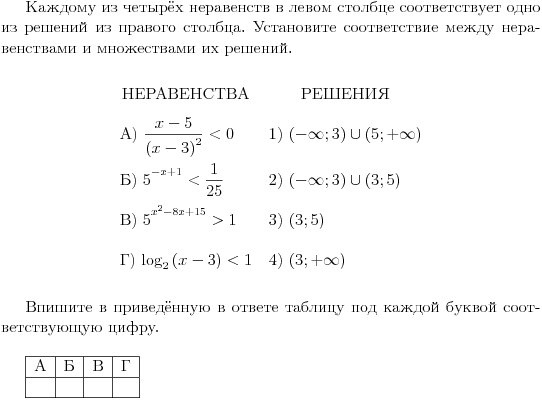 Каждому из четырёх неравенств в левом столбце соответствует одно
из решений из правого столбца. Установите соответствие между нера-
венствами и множествами их решений.
НЕРАВЕНСТВА РЕШЕНИЯ
А) \frac{x − 5}{(x − 3)^2} < 0 1) (−∞; 3) ∪ (5; +∞)
Б) 5^{−x+1} < \frac{1}{25} 2) (−∞; 3) ∪ (3; 5)
В) 5^{x^2−8x+15} > 1 3) (3; 5)
Г) log_2 (x − 3) < 1 4) (3; +∞)
Впишите в приведённую в ответе таблицу под каждой буквой соот-
ветствующую цифру.
А Б В Г